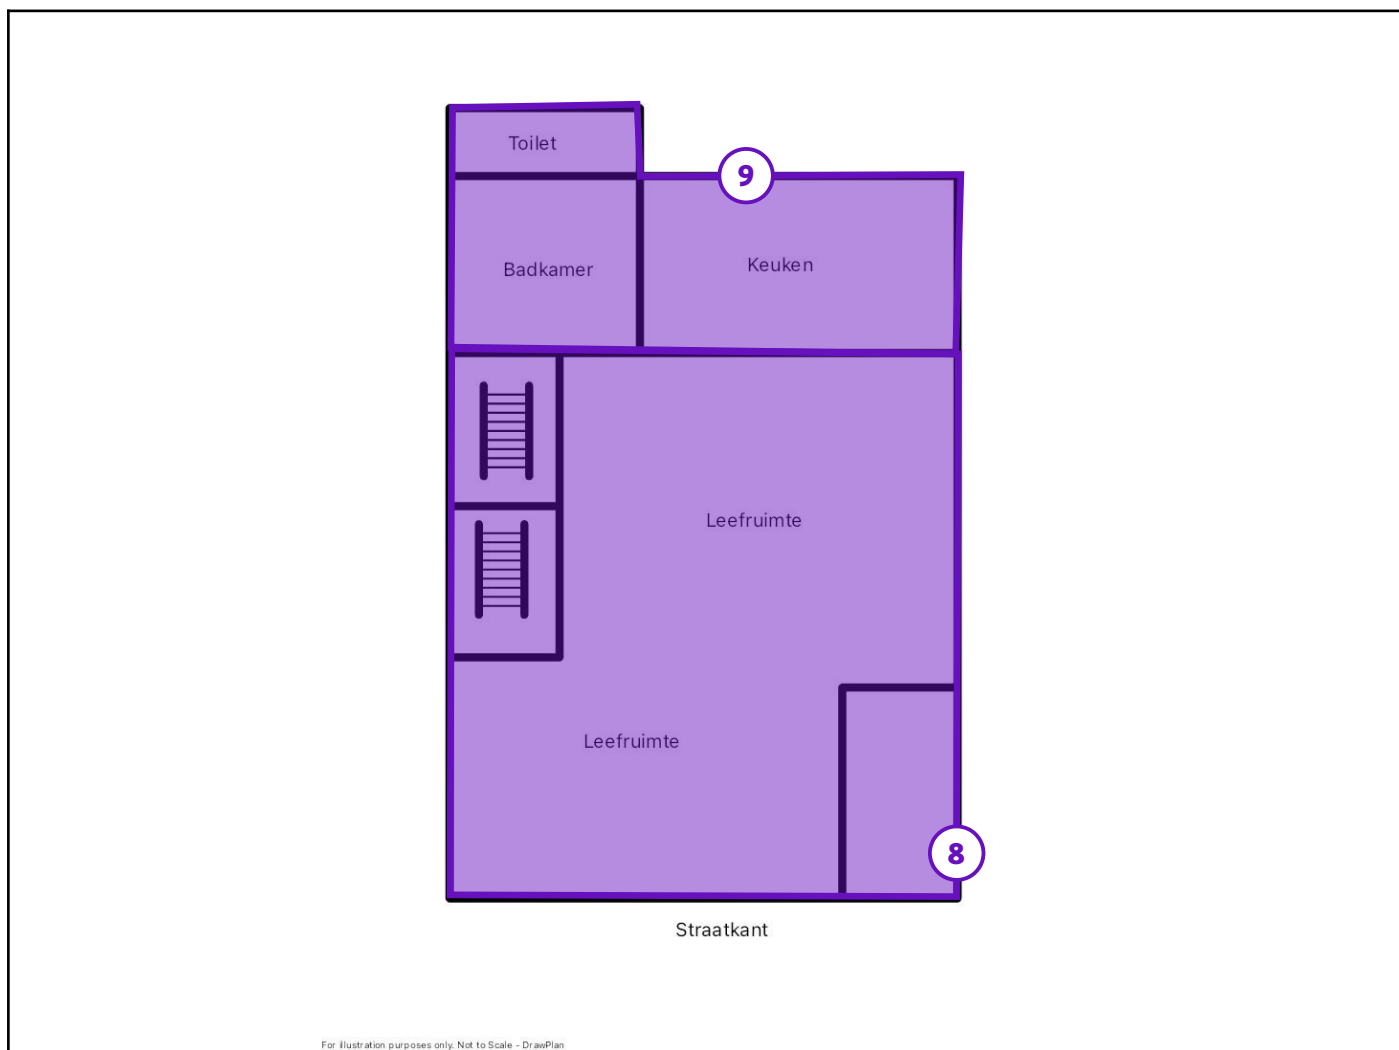 Toilet
9
Badkamer
Keuken
Leefruimte
Leefruimte
8
Straatkant
For illustration purposes only. Not to Scale - DrawPlan